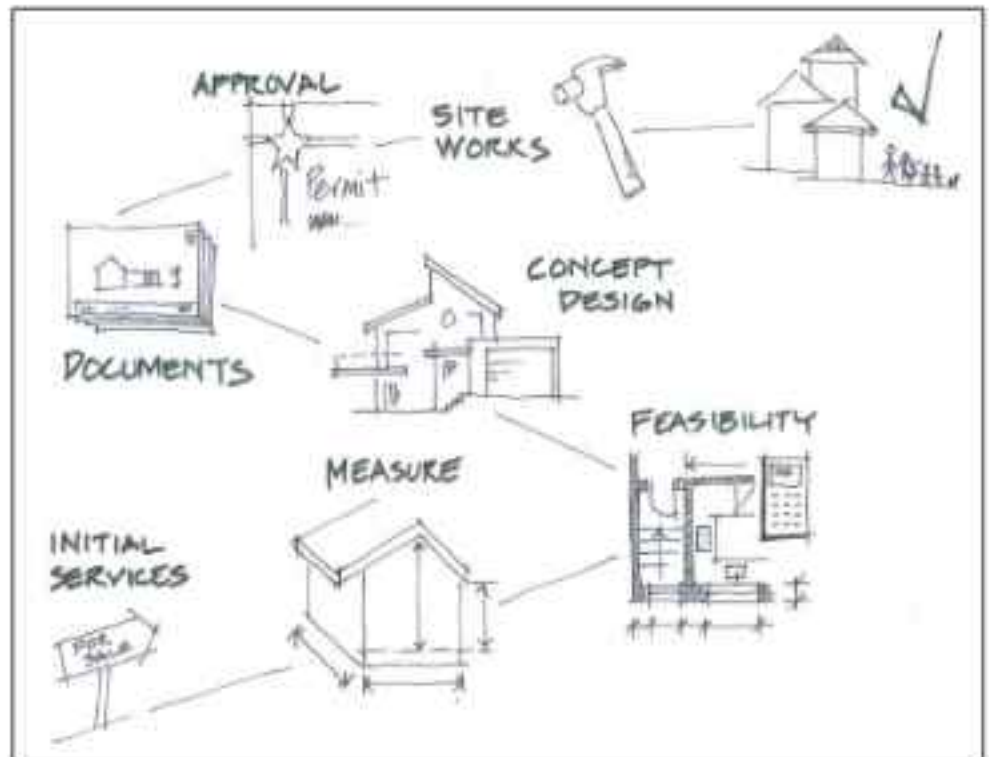 APPROVAL
SITE
WORKS
Permit
CONCEPT
DESIGN
DOCUMENTS
FEASIBILITY
MEASURE
INITIAL
SERVICES
FOR
SALE